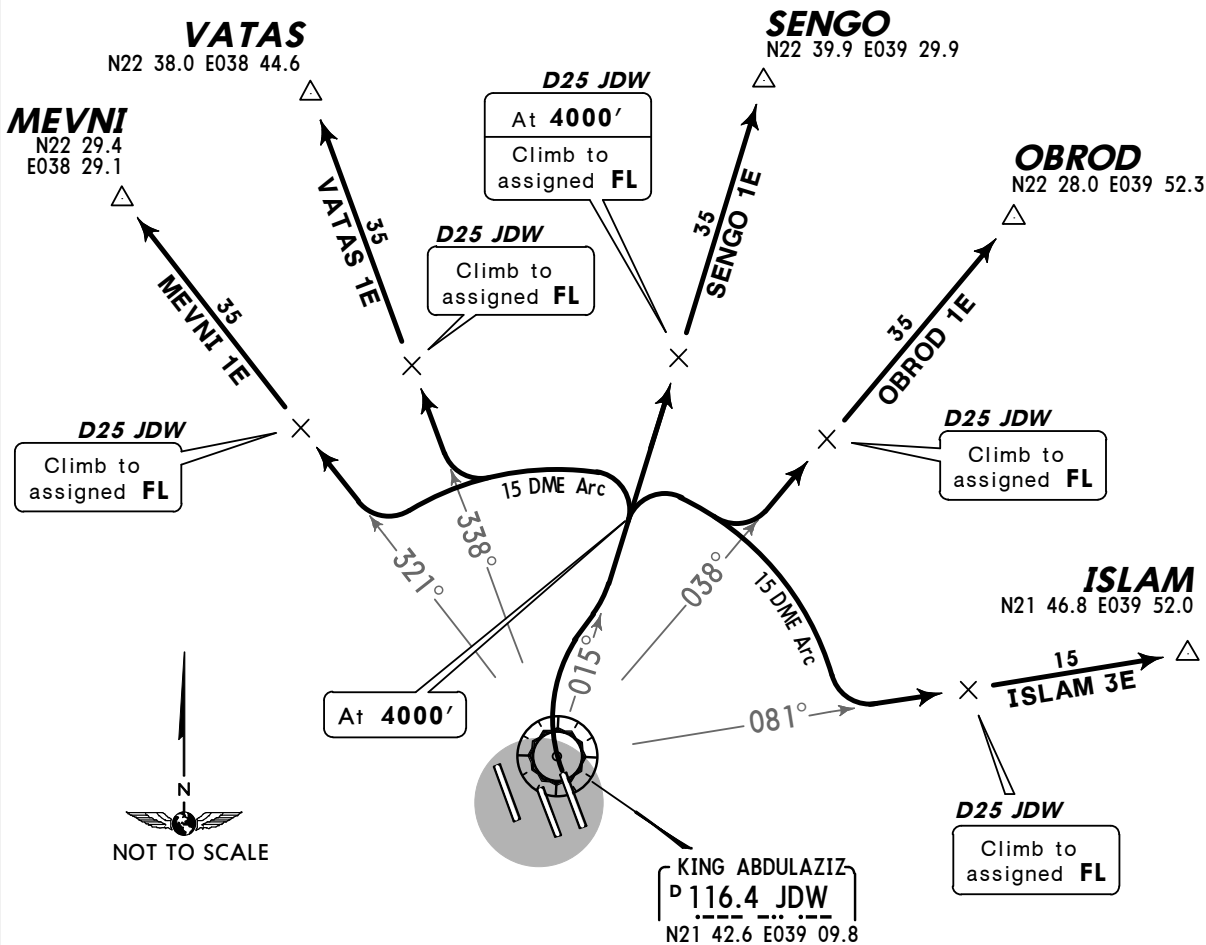 VATAS
N22 38.0 E038 44.6
SENGO
N22 39.9 E039 29.9
MEVNI
N22 29.4
E038 29.1
D25 JDW
At 4000′
Climb to
assigned FL
OBROD
N22 28.0 E039 52.3
35
VATAS 1E
35
SENGO 1E
D25 JDW
Climb to
assigned FL
35
MEVNI 1E
35
OBROD 1E
D25 JDW
Climb to
assigned FL
D25 JDW
Climb to
assigned FL
15 DME Arc
338°
321°
038°
15 DME Arc
015°
081°
ISLAM
N21 46.8 E039 52.0
15
ISLAM 3E
At 4000′
N
NOT TO SCALE
D25 JDW
Climb to
assigned FL
KING ABDULAZIZ
D 116.4 JDW
N21 42.6 E039 09.8